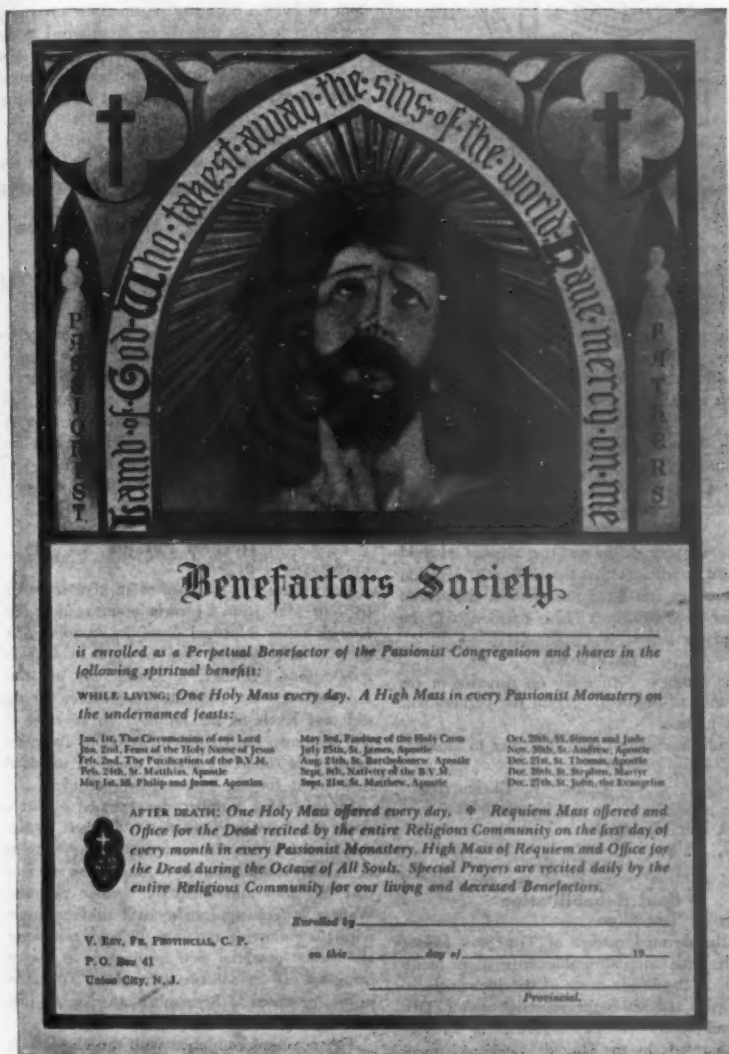 Lamb·of·God·Who·takest·away·the·sins·of·the·world·Have·mercy·on·me
PASSIONIST
FATHERS
Benefactors Society
is enrolled as a Perpetual Benefactor of the Passionist Congregation and shares in the
following spiritual benefits:
WHILE LIVING: One Holy Mass every day. A High Mass in every Passionist Monastery on
the undernamed feasts:
Jan. 1st, The Circumcision of our Lord
Jan. 2nd, Feast of the Holy Name of Jesus
Feb. 2nd, The Purification of the B.V.M.
Feb. 24th, St. Matthias, Apostle
May 1st, SS. Philip and James, Apostles
May 3rd, Finding of the Holy Cross
July 25th, St. James, Apostle
Aug. 24th, St. Bartholomew, Apostle
Sept. 8th, Nativity of the B.V.M.
Sept. 21st, St. Matthew, Apostle
Oct. 28th, SS. Simon and Jude
Nov. 30th, St. Andrew, Apostle
Dec. 21st, St. Thomas, Apostle
Dec. 26th, St. Stephen, Martyr
Dec. 27th, St. John, the Evangelist
AFTER DEATH: One Holy Mass offered every day. ✠ Requiem Mass offered and
Office for the Dead recited by the entire Religious Community on the first day of
every month in every Passionist Monastery. High Mass of Requiem and Office for
the Dead during the Octave of All Souls. Special Prayers are recited daily by the
entire Religious Community for our living and deceased Benefactors.
Enrolled by
V. Rev. Fr. Provincial, C. P.
on this day of 19
P. O. Box 41
Union City, N. J.
Provincial.